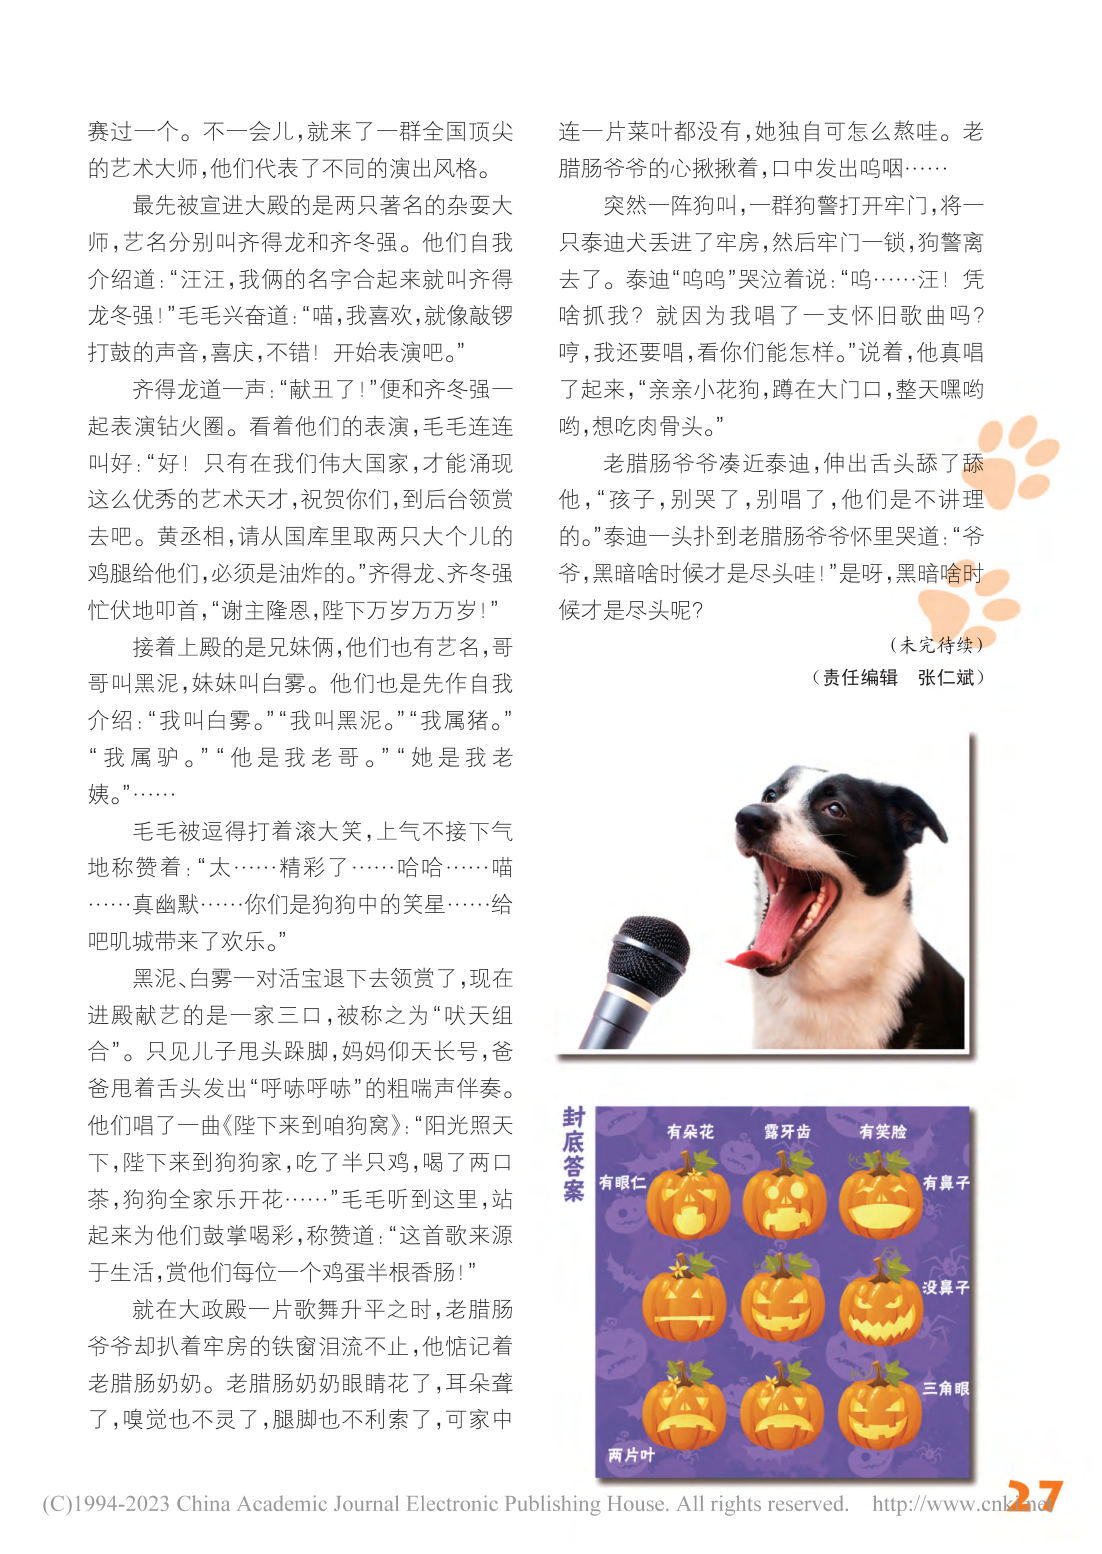 赛过一个。不一会儿,就来了一群全国顶尖
的艺术大师,他们代表了不同的演出风格。
最先被宣进大殿的是两只著名的杂耍大
师,艺名分别叫齐得龙和齐冬强。他们自我
介绍道:“汪汪,我俩的名字合起来就叫齐得
龙冬强!”毛毛兴奋道:“喵,我喜欢,就像敲锣
打鼓的声音,喜庆,不错! 开始表演吧。”
齐得龙道一声:“献丑了!”便和齐冬强一
起表演钻火圈。看着他们的表演,毛毛连连
叫好:“好! 只有在我们伟大国家,才能涌现
这么优秀的艺术天才,祝贺你们,到后台领赏
去吧。黄丞相,请从国库里取两只大个儿的
鸡腿给他们,必须是油炸的。”齐得龙、齐冬强
忙伏地叩首,“谢主隆恩,陛下万岁万万岁!”
接着上殿的是兄妹俩,他们也有艺名,哥
哥叫黑泥,妹妹叫白雾。他们也是先作自我
介绍:“我叫白雾。”“我叫黑泥。”“我属猪。”
“我属驴。”“他是我老哥。”“她是我老
姨。”……
毛毛被逗得打着滚大笑,上气不接下气
地称赞着:“太……精彩了……哈哈……喵
……真幽默……你们是狗狗中的笑星……给
吧叽城带来了欢乐。”
黑泥、白雾一对活宝退下去领赏了,现在
进殿献艺的是一家三口,被称之为“吠天组
合”。只见儿子甩头跺脚,妈妈仰天长号,爸
爸甩着舌头发出“呼哧呼哧”的粗喘声伴奏。
他们唱了一曲《陛下来到咱狗窝》:“阳光照天
下,陛下来到狗狗家,吃了半只鸡,喝了两口
茶,狗狗全家乐开花……”毛毛听到这里,站
起来为他们鼓掌喝彩,称赞道:“这首歌来源
于生活,赏他们每位一个鸡蛋半根香肠!”
就在大政殿一片歌舞升平之时,老腊肠
爷爷却扒着牢房的铁窗泪流不止,他惦记着
老腊肠奶奶。老腊肠奶奶眼睛花了,耳朵聋
了,嗅觉也不灵了,腿脚也不利索了,可家中
连一片菜叶都没有,她独自可怎么熬哇。老
腊肠爷爷的心揪揪着,口中发出呜咽……
突然一阵狗叫,一群狗警打开牢门,将一
只泰迪犬丢进了牢房,然后牢门一锁,狗警离
去了。泰迪“呜呜”哭泣着说:“呜……汪! 凭
啥抓我? 就因为我唱了一支怀旧歌曲吗?
哼,我还要唱,看你们能怎样。”说着,他真唱
了起来,“亲亲小花狗,蹲在大门口,整天嘿哟
哟,想吃肉骨头。”
老腊肠爷爷凑近泰迪,伸出舌头舔了舔
他,“孩子,别哭了,别唱了,他们是不讲理
的。”泰迪一头扑到老腊肠爷爷怀里哭道:“爷
爷,黑暗啥时候才是尽头哇!”是呀,黑暗啥时
候才是尽头呢?
(未完待续)
(责任编辑 张仁斌)
封底答案
有朵花 露牙齿 有笑脸
有眼仁 有鼻子
没鼻子
三角眼
两片叶
27
(C)1994-2023 China Academic Journal Electronic Publishing House. All rights reserved. http://www.cnki.net